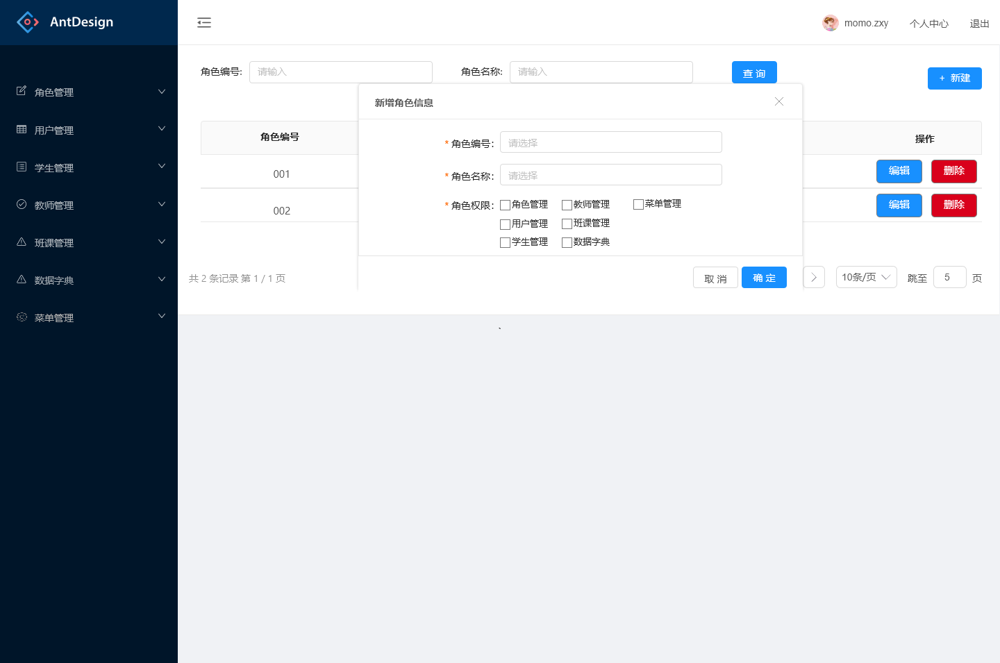 AntDesign
momo.zxy 个人中心 退出
角色管理
用户管理
学生管理
教师管理
班课管理
数据字典
菜单管理
角色编号: 请输入 角色名称: 请输入 查 询
+ 新建
角色编号 操作
001 编辑 删除
002 编辑 删除
新增角色信息
* 角色编号: 请选择
* 角色名称: 请选择
* 角色权限: 角色管理 教师管理 菜单管理
用户管理 班课管理
学生管理 数据字典
取 消 确 定
共 2 条记录 第 1 / 1 页 10条/页 跳至 5 页
`